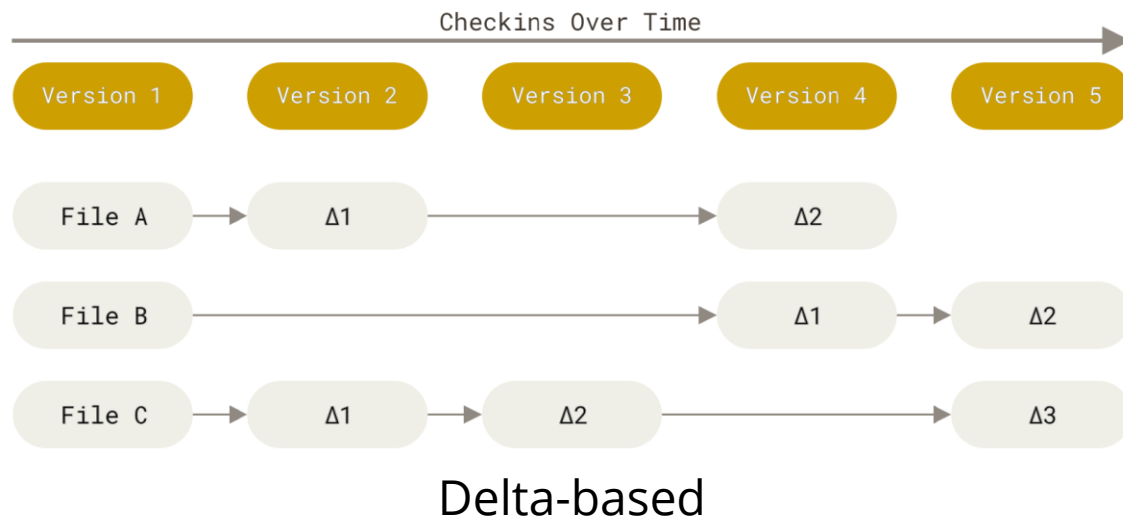 Checkins Over Time
Version 1 Version 2 Version 3 Version 4 Version 5
File A Δ1 Δ2
File B Δ1 Δ2
File C Δ1 Δ2 Δ3
Delta-based